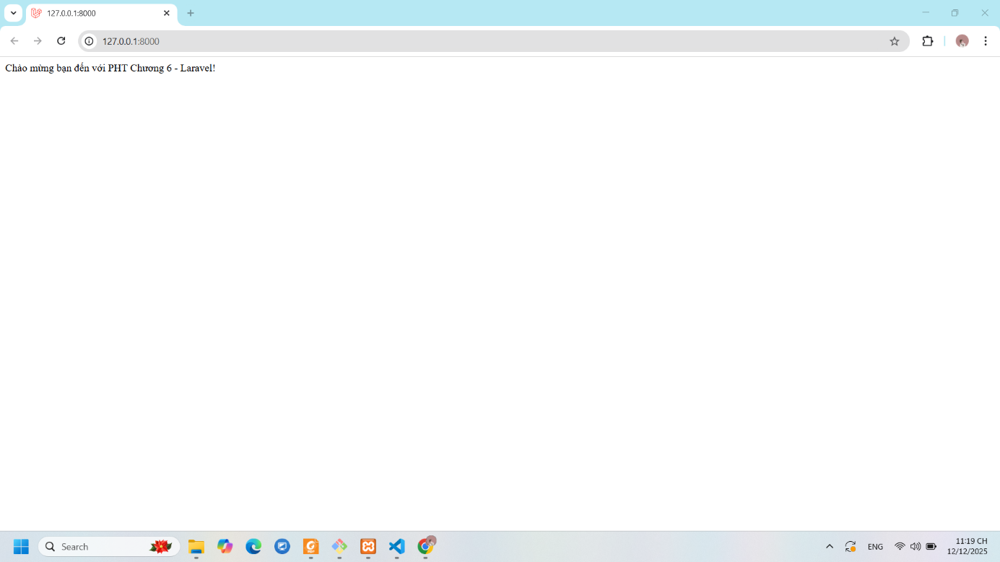 127.0.0.1:8000
127.0.0.1:8000
Chào mừng bạn đến với PHT Chương 6 - Laravel!
Search
ENG
11:19 CH
12/12/2025